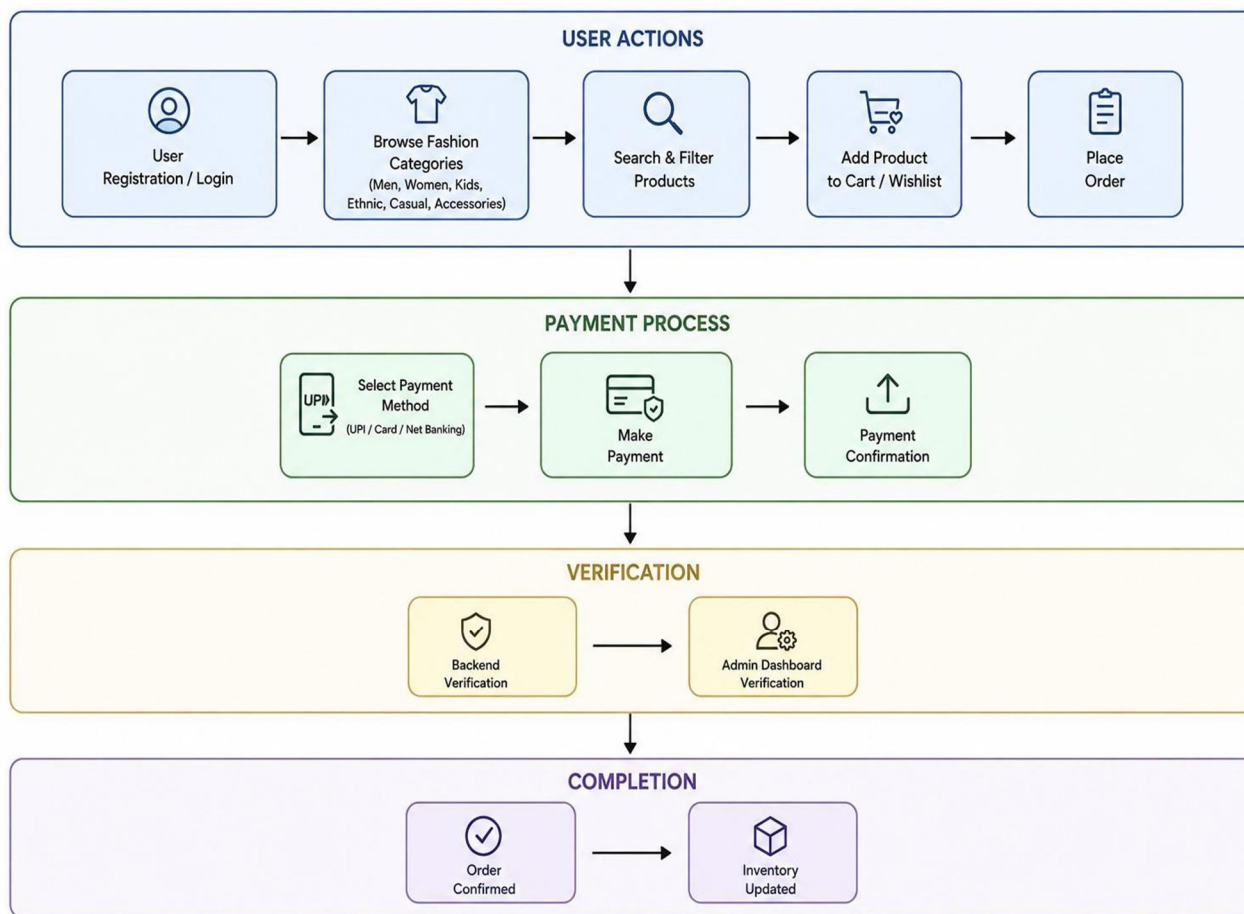 USER ACTIONS
User
Registration / Login
Browse Fashion
Categories
(Men, Women, Kids,
Ethnic, Casual, Accessories)
Search & Filter
Products
Add Product
to Cart / Wishlist
Place
Order
PAYMENT PROCESS
UPI
Select Payment
Method
(UPI / Card / Net Banking)
Make
Payment
Payment
Confirmation
VERIFICATION
Backend
Verification
Admin Dashboard
Verification
COMPLETION
Order
Confirmed
Inventory
Updated